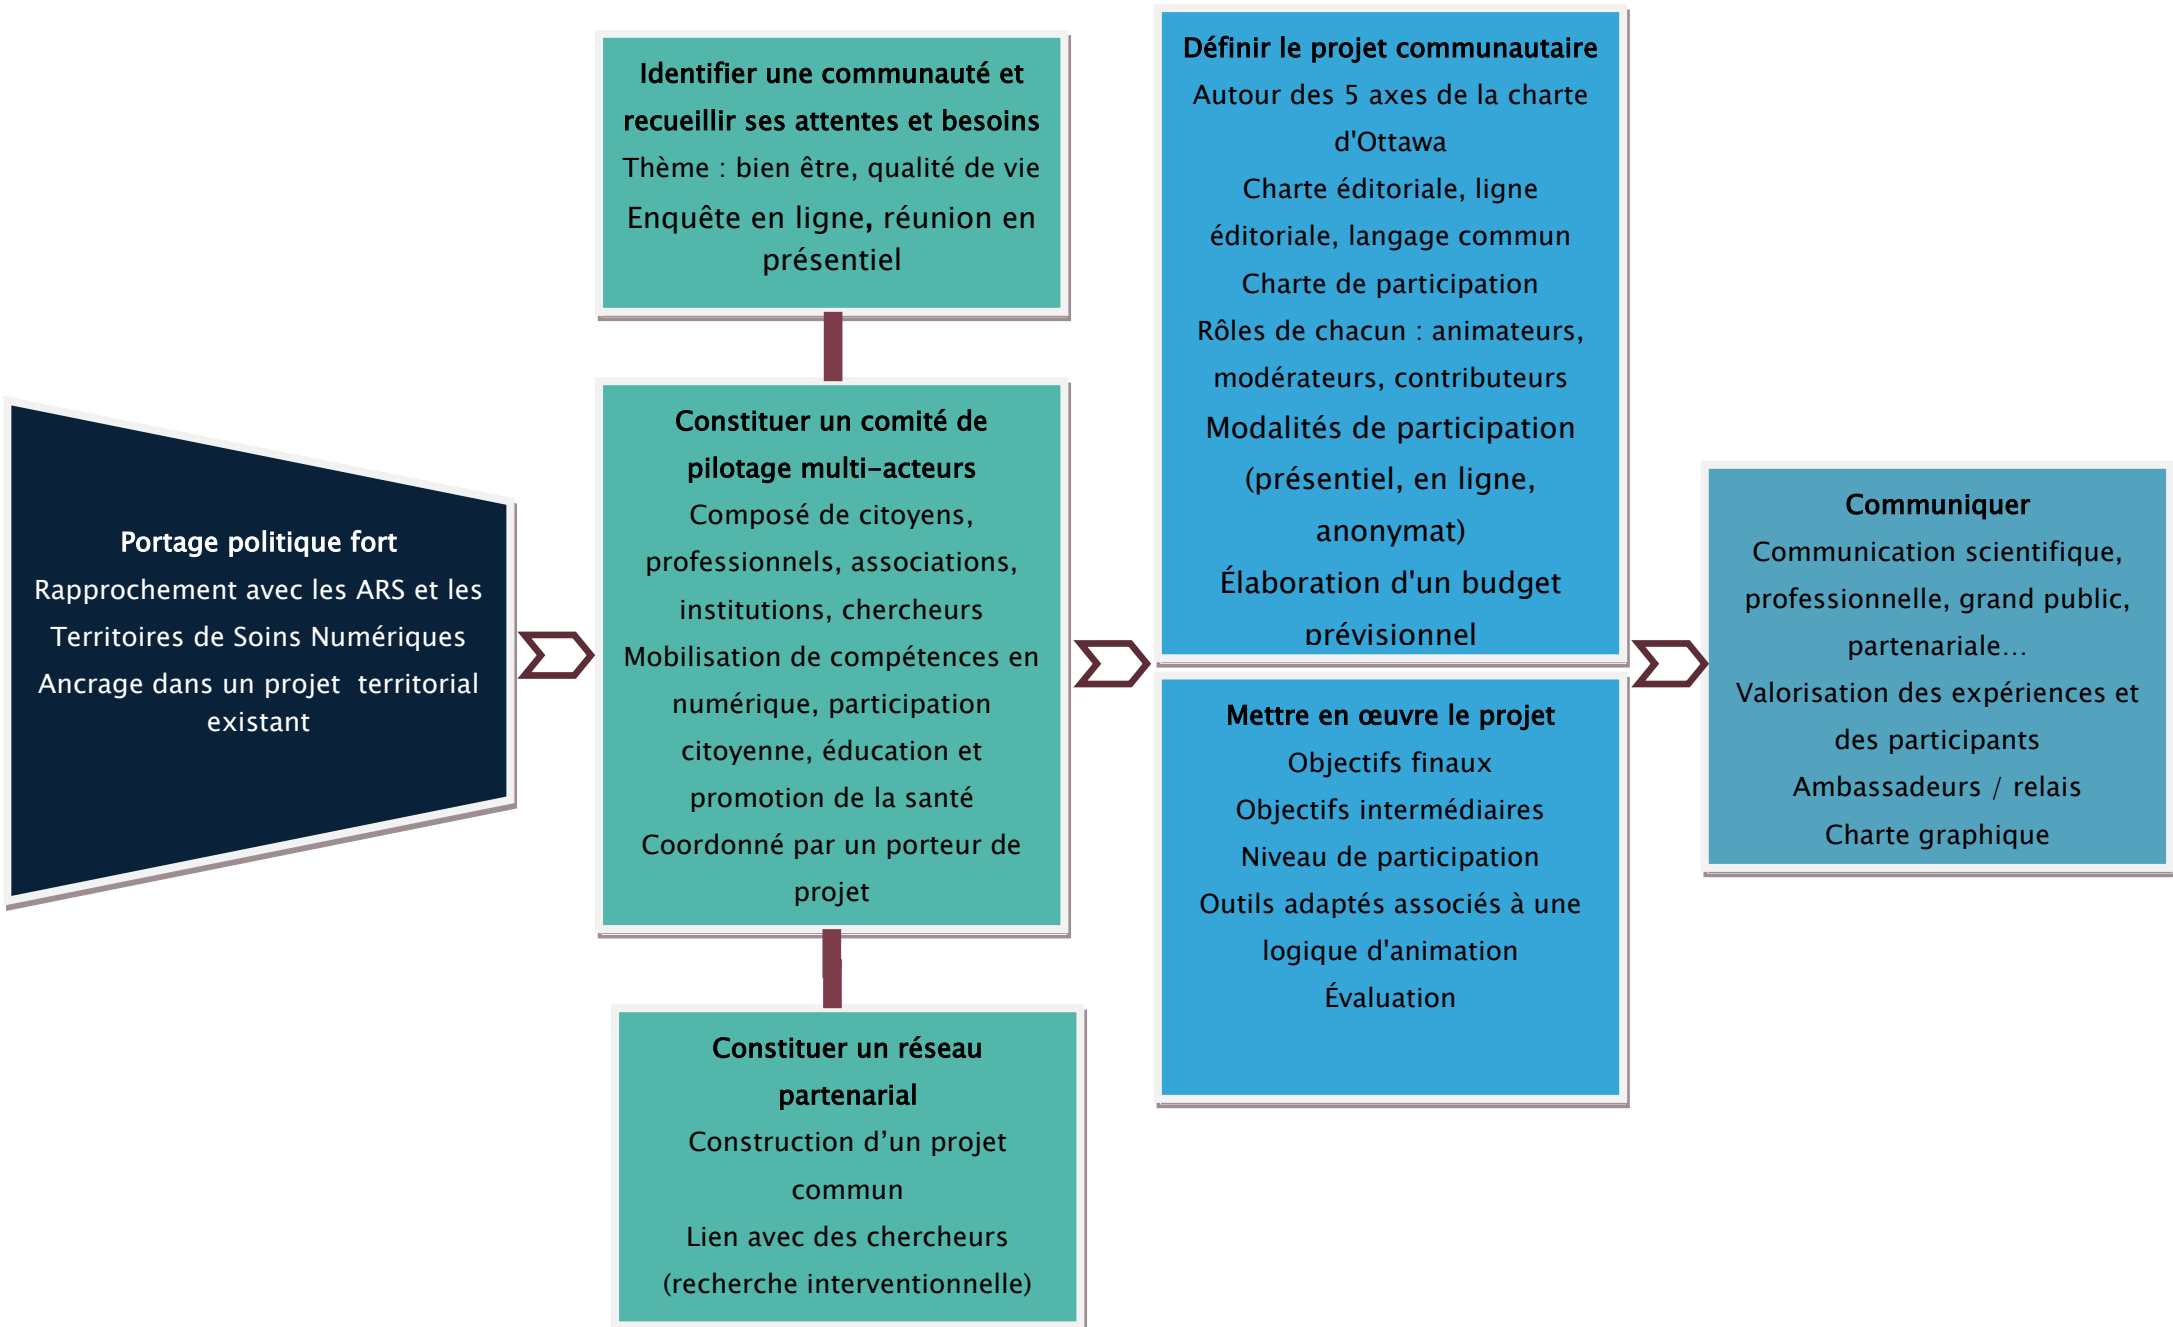 Portage politique fort
Rapprochement avec les ARS et les
Territoires de Soins Numériques
Ancrage dans un projet territorial
existant
Identifier une communauté et
recueillir ses attentes et besoins
Thème : bien être, qualité de vie
Enquête en ligne, réunion en
présentiel
Constituer un comité de
pilotage multi-acteurs
Composé de citoyens,
professionnels, associations,
institutions, chercheurs
Mobilisation de compétences en
numérique, participation
citoyenne, éducation et
promotion de la santé
Coordonné par un porteur de
projet
Constituer un réseau
partenarial
Construction d’un projet
commun
Lien avec des chercheurs
(recherche interventionnelle)
Définir le projet communautaire
Autour des 5 axes de la charte
d'Ottawa
Charte éditoriale, ligne
éditoriale, langage commun
Charte de participation
Rôles de chacun : animateurs,
modérateurs, contributeurs
Modalités de participation
(présentiel, en ligne,
anonymat)
Élaboration d'un budget
prévisionnel
Mettre en œuvre le projet
Objectifs finaux
Objectifs intermédiaires
Niveau de participation
Outils adaptés associés à une
logique d'animation
Évaluation
Communiquer
Communication scientifique,
professionnelle, grand public,
partenariale...
Valorisation des expériences et
des participants
Ambassadeurs / relais
Charte graphique